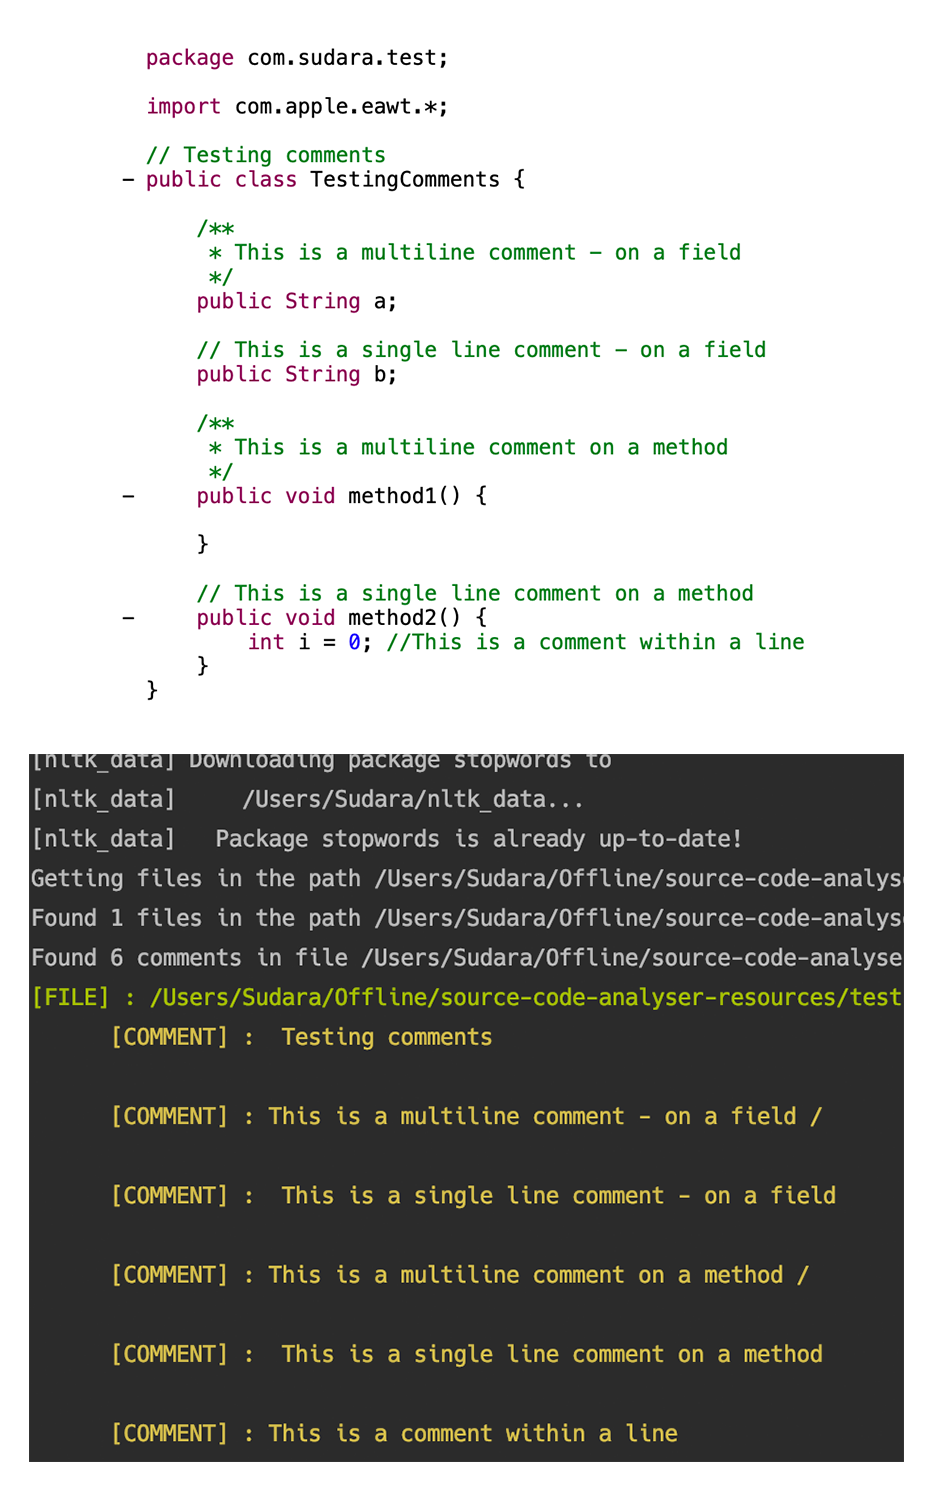 package com.sudara.test;
import com.apple.eawt.*;
// Testing comments
– public class TestingComments {
/**
* This is a multiline comment – on a field
*/
public String a;
// This is a single line comment – on a field
public String b;
/**
* This is a multiline comment on a method
*/
– public void method1() {
}
// This is a single line comment on a method
– public void method2() {
int i = 0; //This is a comment within a line
}
}
[nltk_data] Downloading package stopwords to
[nltk_data]     /Users/Sudara/nltk_data...
[nltk_data]   Package stopwords is already up-to-date!
Getting files in the path /Users/Sudara/Offline/source-code-analys
Found 1 files in the path /Users/Sudara/Offline/source-code-analys
Found 6 comments in file /Users/Sudara/Offline/source-code-analyse
[FILE] : /Users/Sudara/Offline/source-code-analyser-resources/test
[COMMENT] :  Testing comments
[COMMENT] : This is a multiline comment – on a field /
[COMMENT] :  This is a single line comment – on a field
[COMMENT] : This is a multiline comment on a method /
[COMMENT] :  This is a single line comment on a method
[COMMENT] : This is a comment within a line